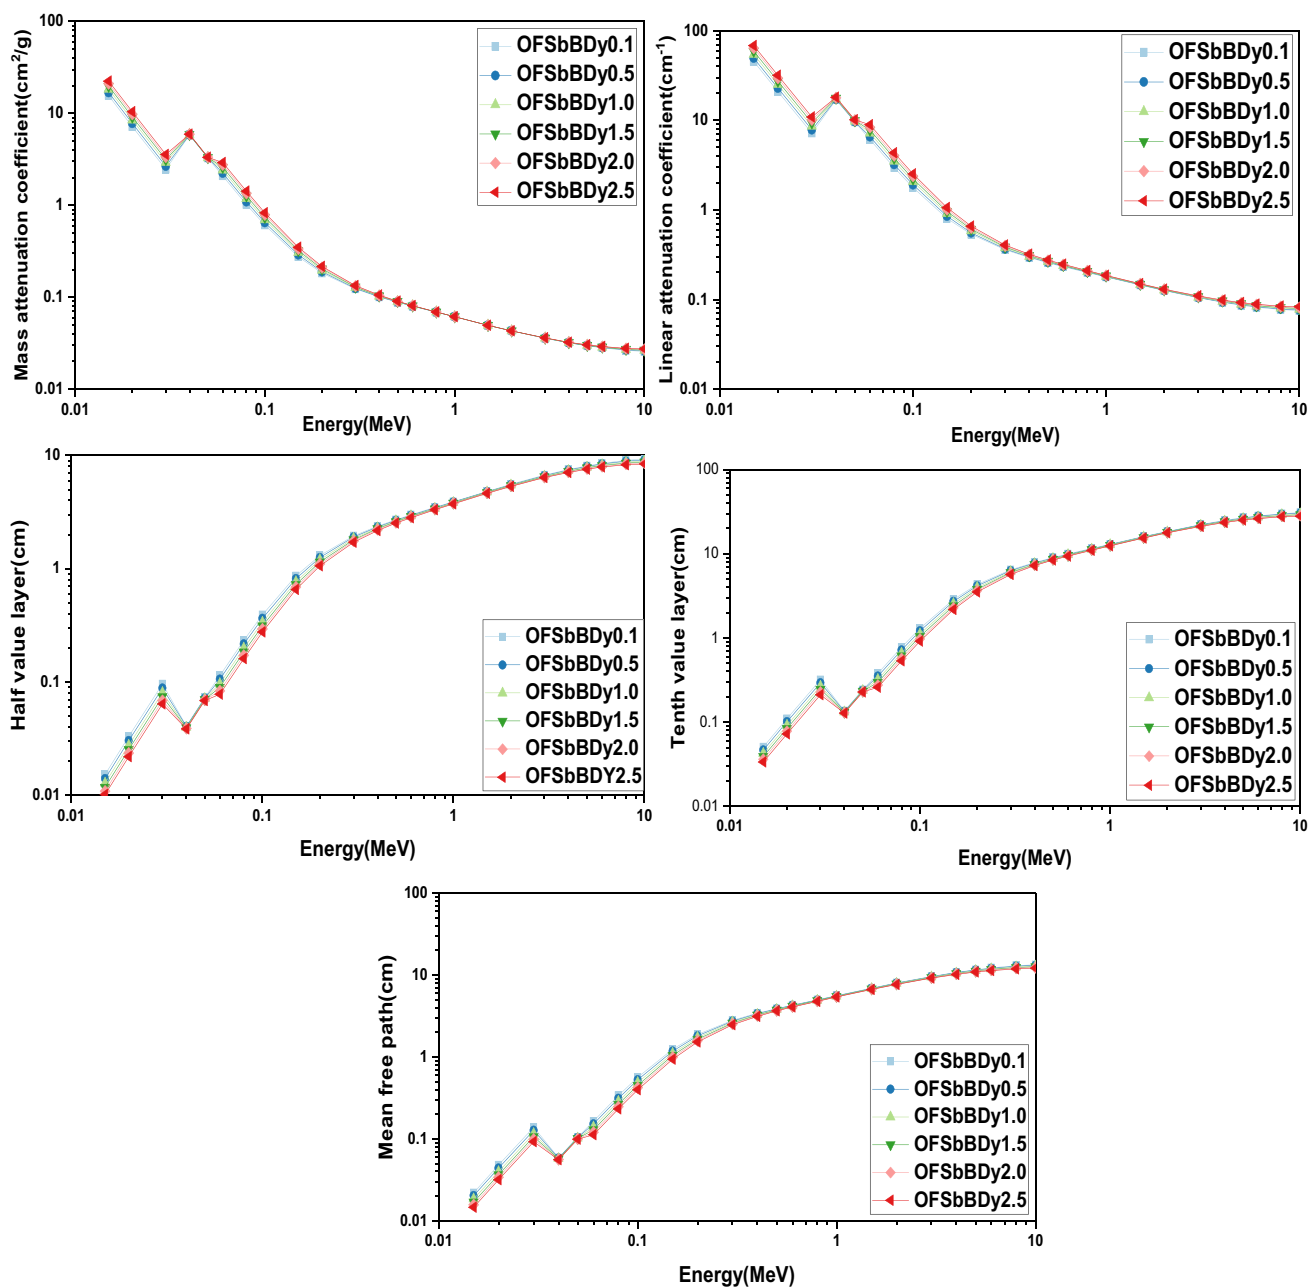 Mass attenuation coefficient(cm²/g)
100
10
1
0.1
0.01
0.01
0.1
1
10
Energy(MeV)
OFSbBDy0.1
OFSbBDy0.5
OFSbBDy1.0
OFSbBDy1.5
OFSbBDy2.0
OFSbBDy2.5
Linear attenuation coefficient(cm⁻¹)
100
10
1
0.1
0.01
0.01
0.1
1
10
Energy(MeV)
OFSbBDy0.1
OFSbBDy0.5
OFSbBDy1.0
OFSbBDy1.5
OFSbBDy2.0
OFSbBDy2.5
Half value layer(cm)
10
1
0.1
0.01
0.01
0.1
1
10
Energy(MeV)
OFSbBDy0.1
OFSbBDy0.5
OFSbBDy1.0
OFSbBDy1.5
OFSbBDy2.0
OFSbBDY2.5
Tenth value layer(cm)
100
10
1
0.1
0.01
0.01
0.1
1
10
Energy(MeV)
OFSbBDy0.1
OFSbBDy0.5
OFSbBDy1.0
OFSbBDy1.5
OFSbBDy2.0
OFSbBDy2.5
Mean free path(cm)
100
10
1
0.1
0.01
0.01
0.1
1
10
Energy(MeV)
OFSbBDy0.1
OFSbBDy0.5
OFSbBDy1.0
OFSbBDy1.5
OFSbBDy2.0
OFSbBDy2.5